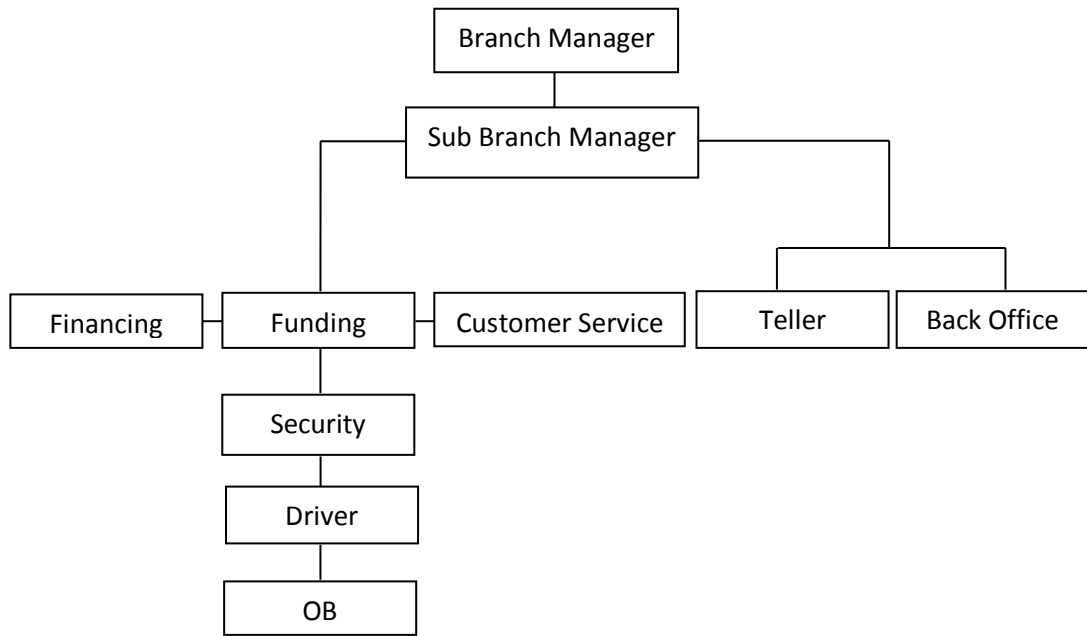 Branch Manager
Sub Branch Manager
Financing
Funding
Customer Service
Teller
Back Office
Security
Driver
OB